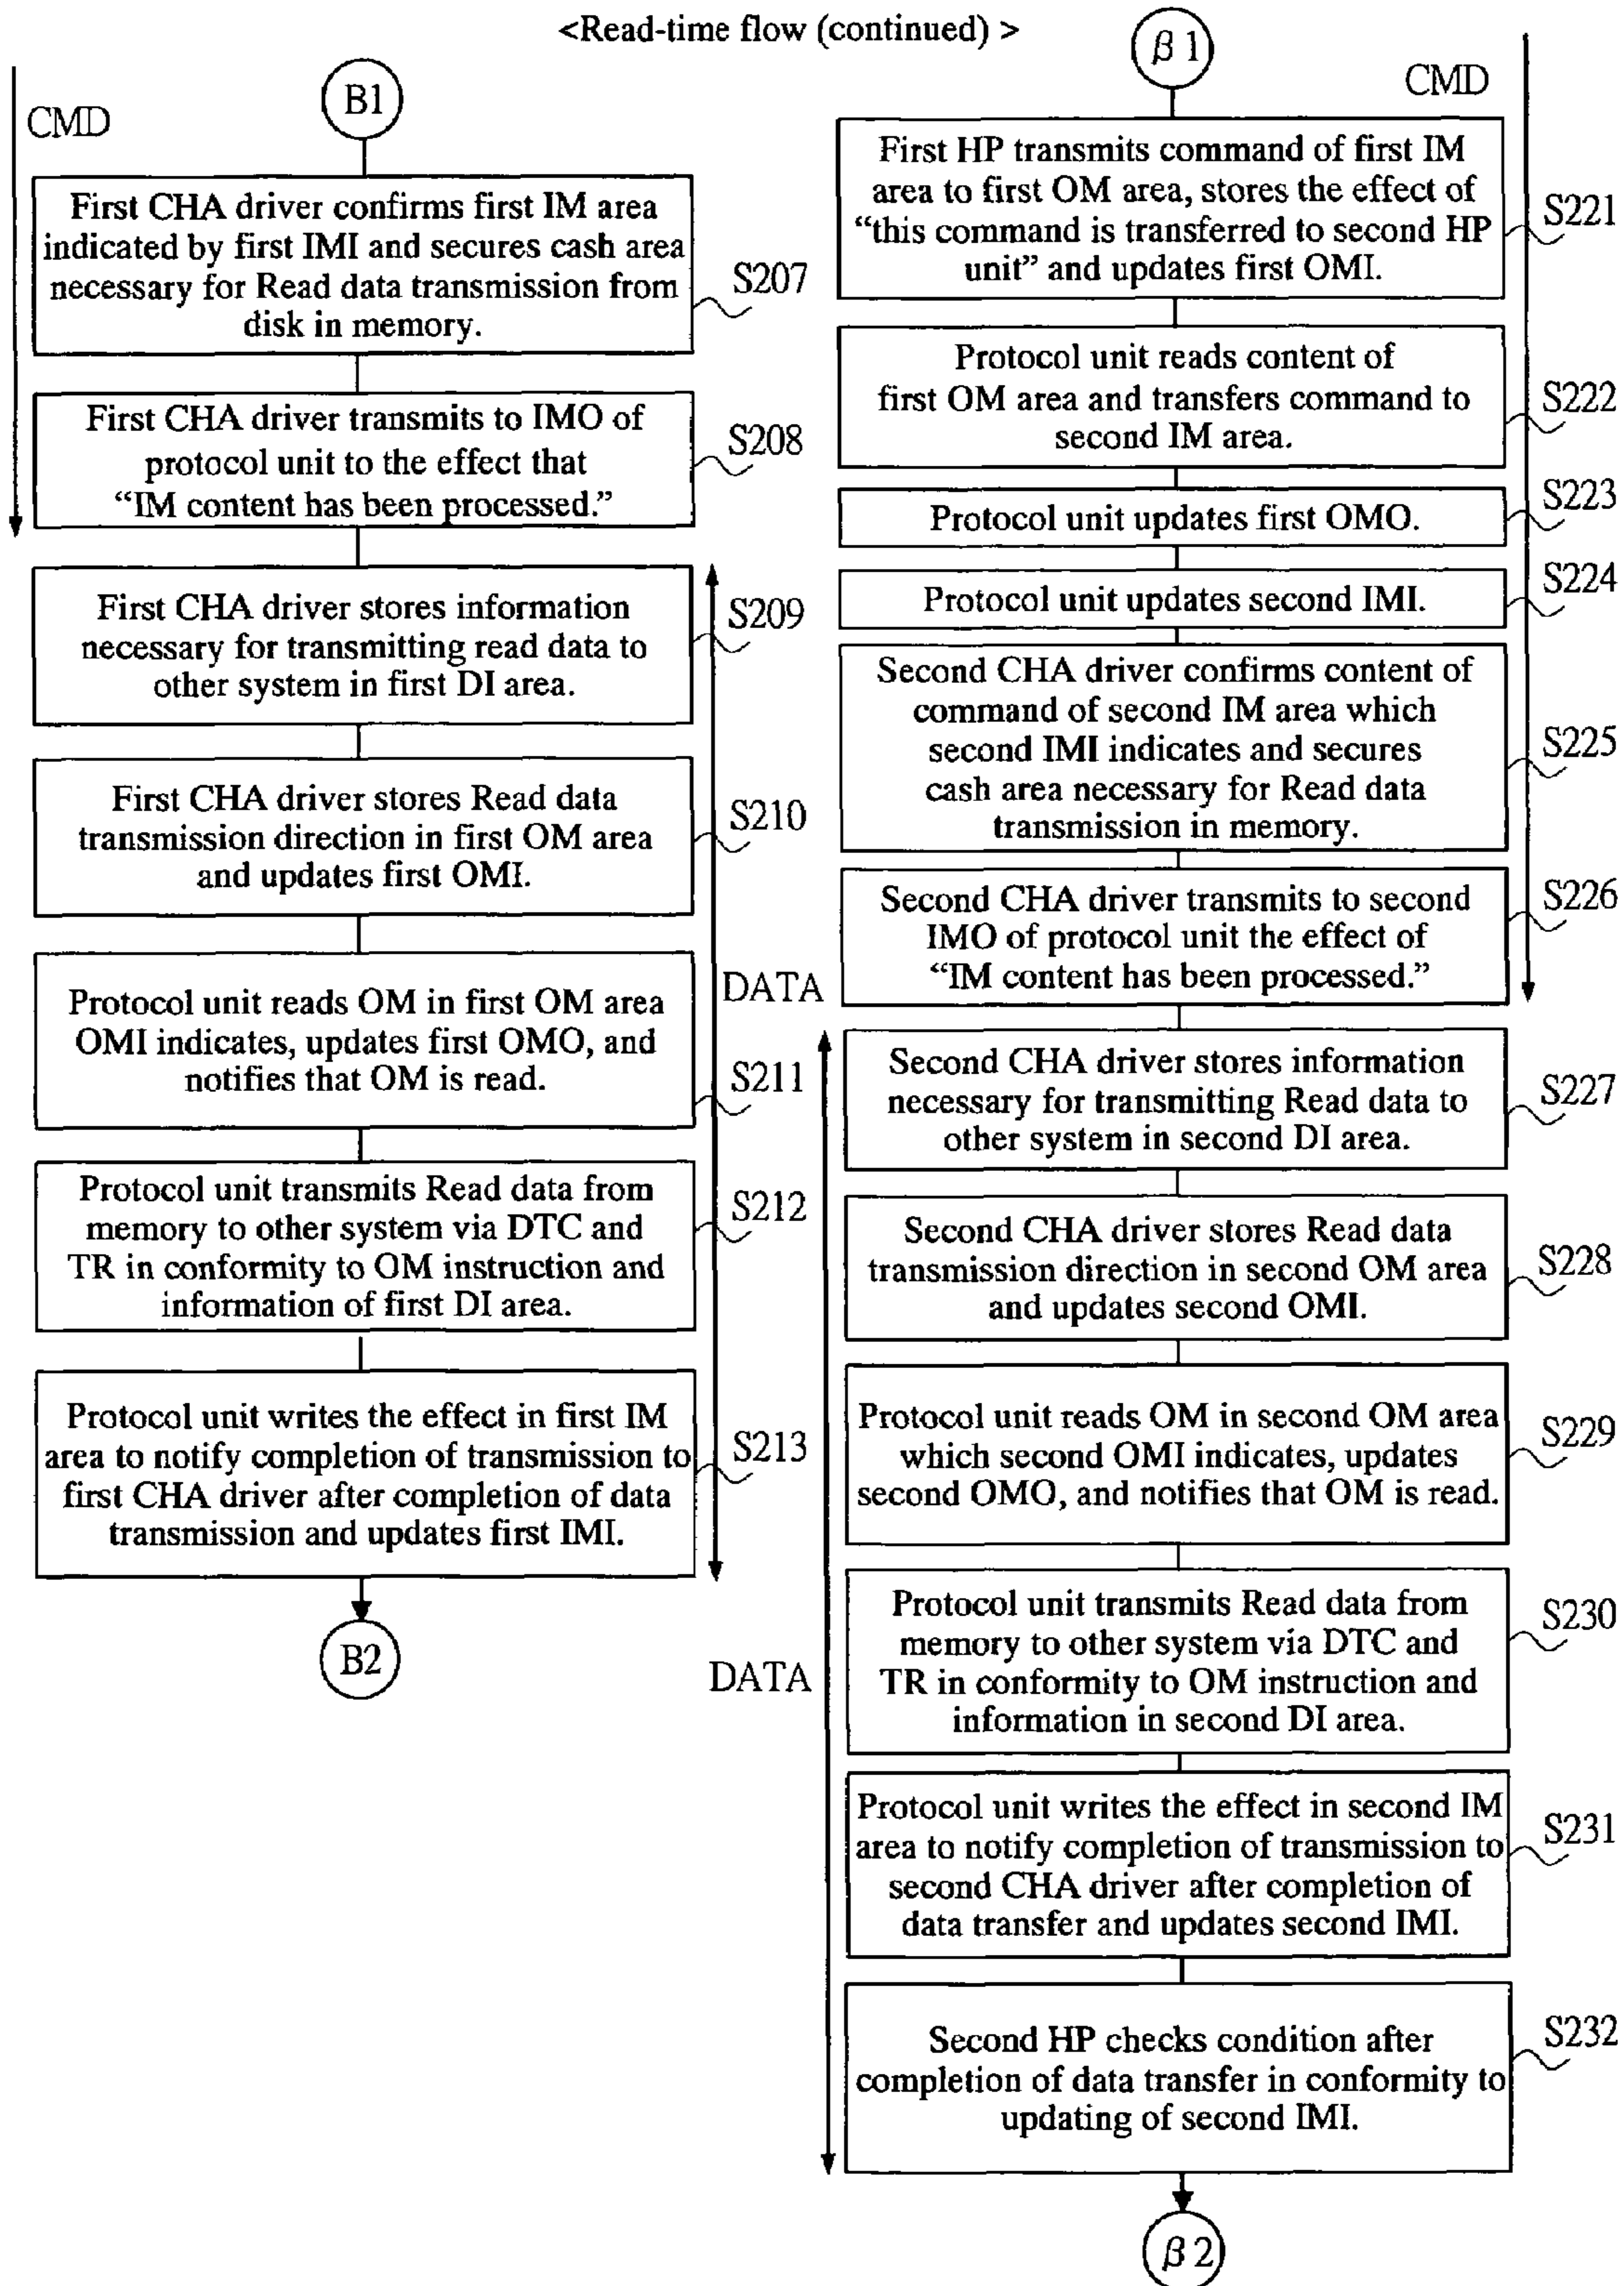 <Read-time flow (continued) >
CMD
B1
First CHA driver confirms first IM area
indicated by first IMI and secures cash area
necessary for Read data transmission from
disk in memory.
S207
First CHA driver transmits to IMO of
protocol unit to the effect that
“IM content has been processed.”
S208
First CHA driver stores information
necessary for transmitting read data to
other system in first DI area.
S209
First CHA driver stores Read data
transmission direction in first OM area
and updates first OMI.
S210
Protocol unit reads OM in first OM area
OMI indicates, updates first OMO, and
notifies that OM is read.
S211
DATA
Protocol unit transmits Read data from
memory to other system via DTC and
TR in conformity to OM instruction and
information of first DI area.
S212
Protocol unit writes the effect in first IM
area to notify completion of transmission to
first CHA driver after completion of data
transmission and updates first IMI.
S213
B2
β1
CMD
First HP transmits command of first IM
area to first OM area, stores the effect of
“this command is transferred to second HP
unit” and updates first OMI.
S221
Protocol unit reads content of
first OM area and transfers command to
second IM area.
S222
Protocol unit updates first OMO.
S223
Protocol unit updates second IMI.
S224
Second CHA driver confirms content of
command of second IM area which
second IMI indicates and secures
cash area necessary for Read data
transmission in memory.
S225
Second CHA driver transmits to second
IMO of protocol unit the effect of
“IM content has been processed.”
S226
Second CHA driver stores information
necessary for transmitting Read data to
other system in second DI area.
S227
Second CHA driver stores Read data
transmission direction in second OM area
and updates second OMI.
S228
Protocol unit reads OM in second OM area
which second OMI indicates, updates
second OMO, and notifies that OM is read.
S229
Protocol unit transmits Read data from
memory to other system via DTC and
TR in conformity to OM instruction and
information in second DI area.
S230
DATA
Protocol unit writes the effect in second IM
area to notify completion of transmission to
second CHA driver after completion of
data transfer and updates second IMI.
S231
Second HP checks condition after
completion of data transfer in conformity to
updating of second IMI.
S232
β2